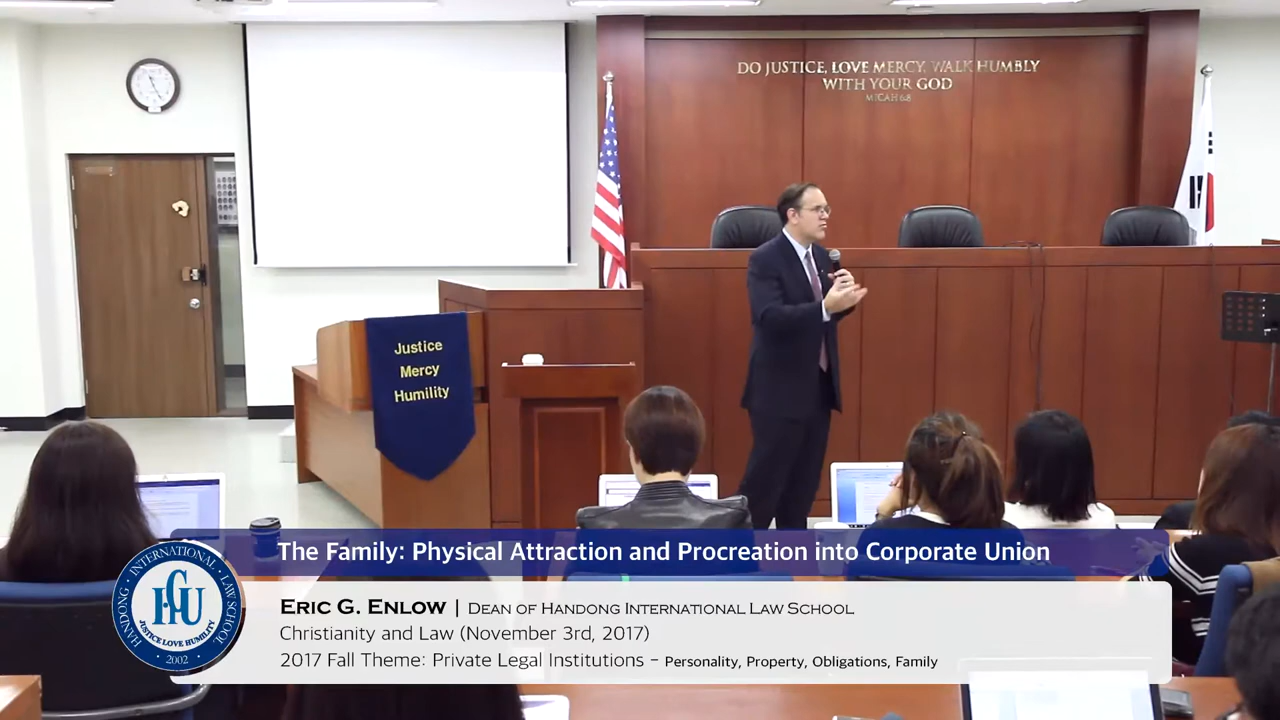 DO JUSTICE, LOVE MERCY, WALK HUMBLY
WITH YOUR GOD
MICAH 6:8
Justice
Mercy
Humility
The Family: Physical Attraction and Procreation into Corporate Union
ERIC G. ENLOW | DEAN OF HANDONG INTERNATIONAL LAW SCHOOL
Christianity and Law (November 3rd, 2017)
2017 Fall Theme: Private Legal Institutions – Personality, Property, Obligations, Family
HANDONG · INTERNATIONAL · LAW SCHOOL
JUSTICE LOVE HUMILITY
· 2002 ·